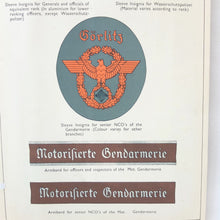 Sleeve Insignia for Generals and officials of
equivalent rank (In aluminium for lower
ranking officers, except Wasserschutz-
polizei)
Sleeve Insignia for Wasserschutzpolizei
(Material varies according to rank)
Görlitz
Sleeve Insignia for senior NCO's of the
Gendarmerie (Colour varies for other
branches)
Motorisierte Gendarmerie
Armband for officers and inspectors of the Mot. Gendarmerie
Motorisierte Gendarmerie
Armband for senior NCO's of the Mot. Gendarmerie